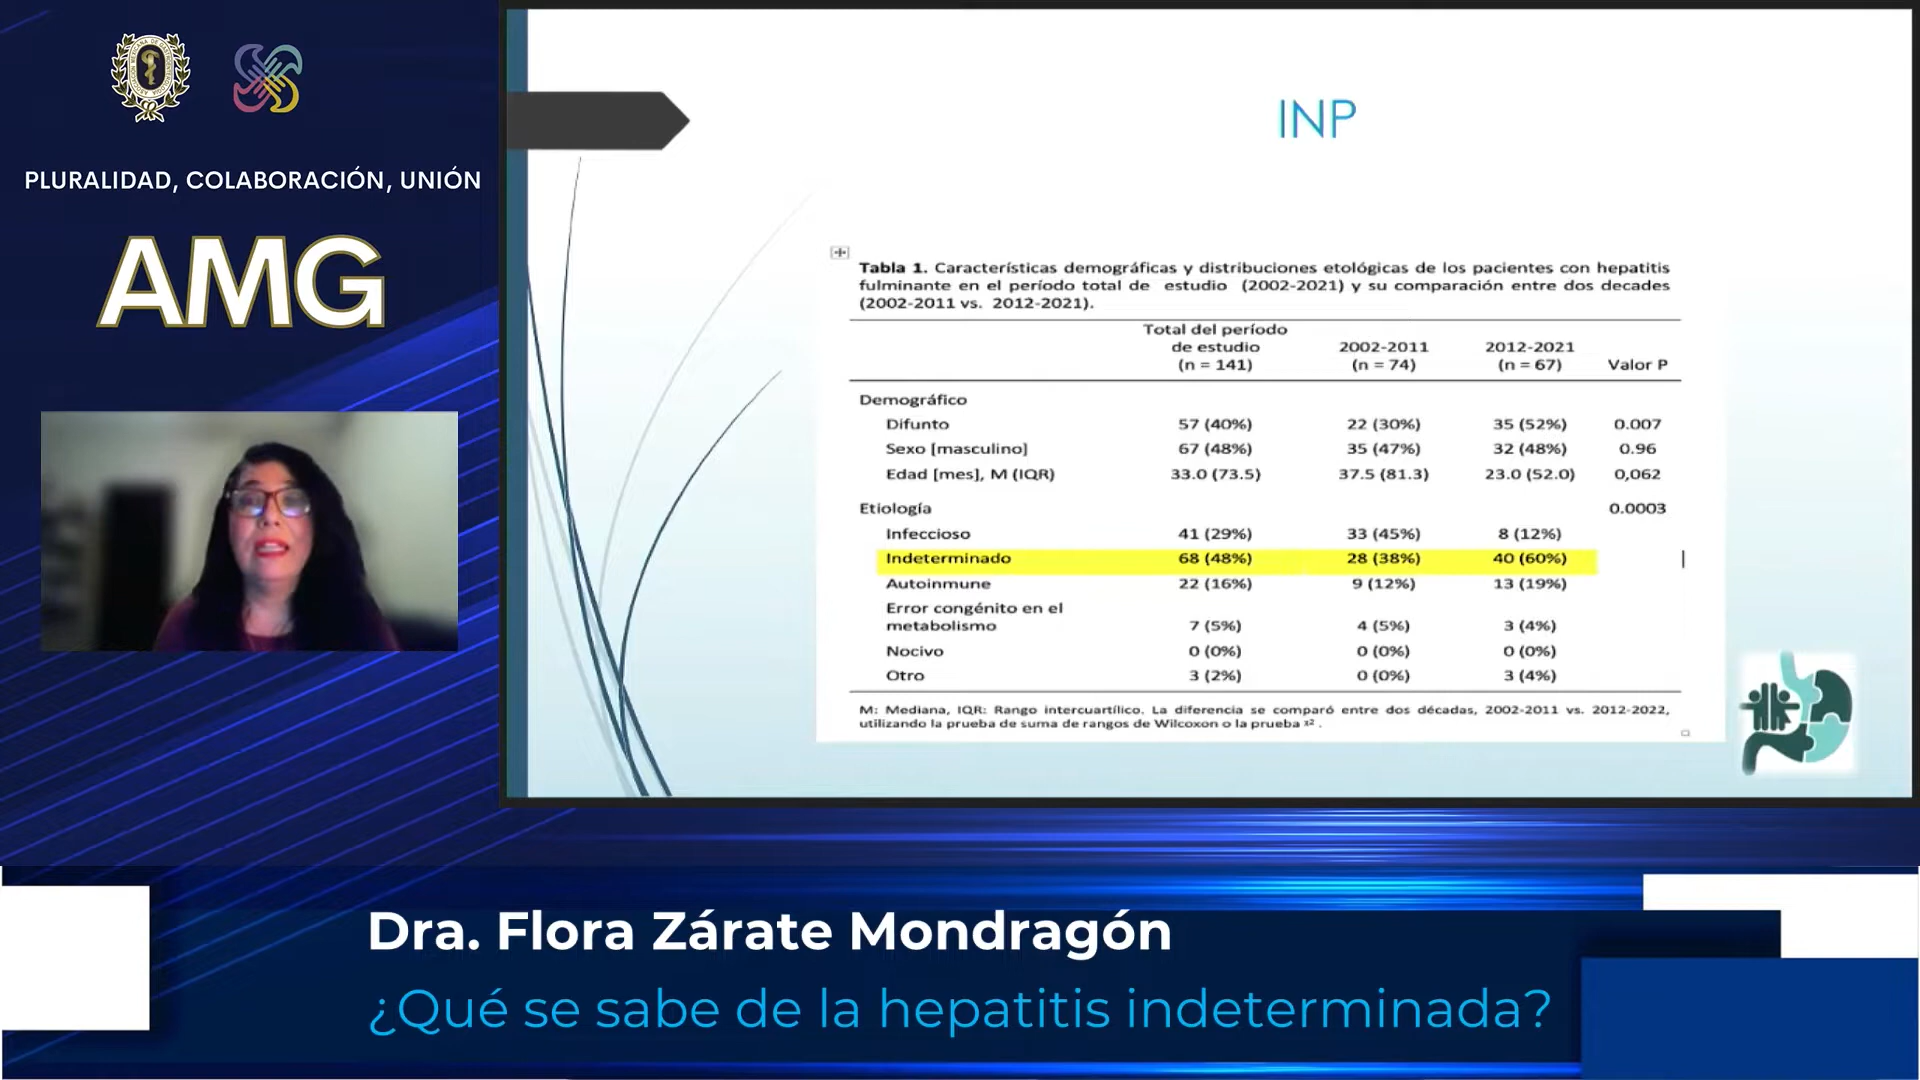 PLURALIDAD, COLABORACIÓN, UNIÓN
AMG
INP
Tabla 1. Características demográficas y distribuciones etológicas de los pacientes con hepatitis
fulminante en el período total de estudio (2002-2021) y su comparación entre dos decades
(2002-2011 vs. 2012-2021).
Total del período
de estudio 2002-2011 2012-2021
(n = 141) (n = 74) (n = 67) Valor P
Demográfico
Difunto 57 (40%) 22 (30%) 35 (52%) 0.007
Sexo [masculino] 67 (48%) 35 (47%) 32 (48%) 0.96
Edad [mes], M (IQR) 33.0 (73.5) 37.5 (81.3) 23.0 (52.0) 0,062
Etiología 0.0003
Infeccioso 41 (29%) 33 (45%) 8 (12%)
Indeterminado 68 (48%) 28 (38%) 40 (60%)
Autoinmune 22 (16%) 9 (12%) 13 (19%)
Error congénito en el
metabolismo 7 (5%) 4 (5%) 3 (4%)
Nocivo 0 (0%) 0 (0%) 0 (0%)
Otro 3 (2%) 0 (0%) 3 (4%)
M: Mediana, IQR: Rango intercuartílico. La diferencia se comparó entre dos décadas, 2002-2011 vs. 2012-2022,
utilizando la prueba de suma de rangos de Wilcoxon o la prueba x² .
Dra. Flora Zárate Mondragón
¿Qué se sabe de la hepatitis indeterminada?